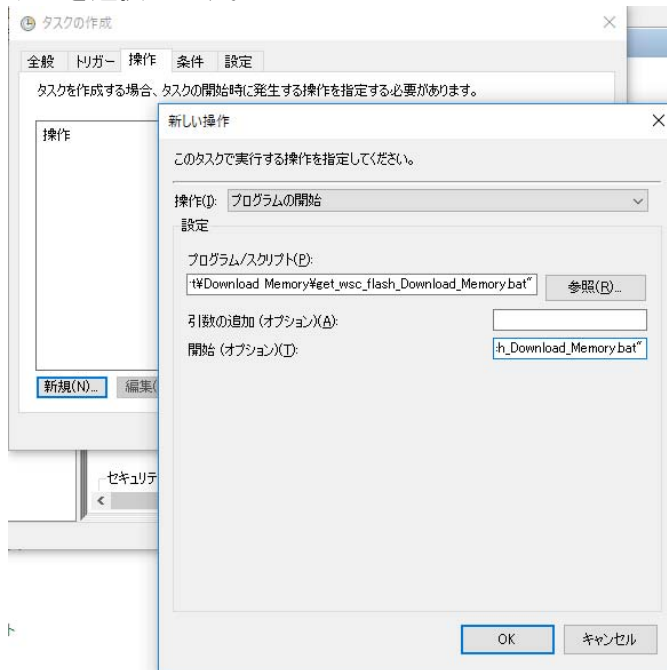 タスクの作成
全般 トリガー 操作 条件 設定
タスクを作成する場合、タスクの開始時に発生する操作を指定する必要があります。
操作
新しい操作
このタスクで実行する操作を指定してください。
操作(I): プログラムの開始
設定
プログラム/スクリプト(P):
t¥Download Memory¥get_wsc_flash_Download_Memory.bat" 参照(R)...
引数の追加 (オプション)(A):
開始 (オプション)(T): h_Download_Memory.bat"
新規(N)... 編集(
セキュリテ
ト
OK キャンセル